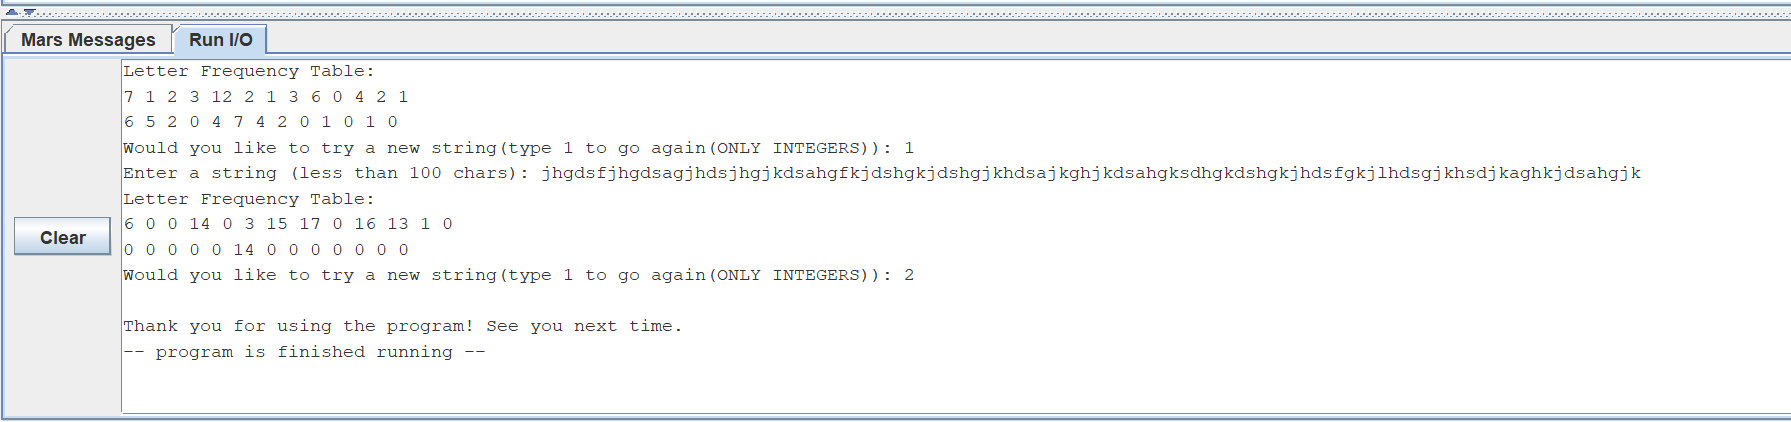 Mars Messages
Run I/O
Clear
Letter Frequency Table:
7 1 2 3 12 2 1 3 6 0 4 2 1
6 5 2 0 4 7 4 2 0 1 0 1 0
Would you like to try a new string(type 1 to go again(ONLY INTEGERS)): 1
Enter a string (less than 100 chars): jhgdsfjhgdsagjhdsjhgjkdsahgfkjdshgkjdshgjkhdsajkghjkdsahgksdhgkdshgkjhdsfgkjlhdsgjkhsdjkaghkjdsahgjk
Letter Frequency Table:
6 0 0 14 0 3 15 17 0 16 13 1 0
0 0 0 0 0 14 0 0 0 0 0 0 0
Would you like to try a new string(type 1 to go again(ONLY INTEGERS)): 2
Thank you for using the program! See you next time.
-- program is finished running --